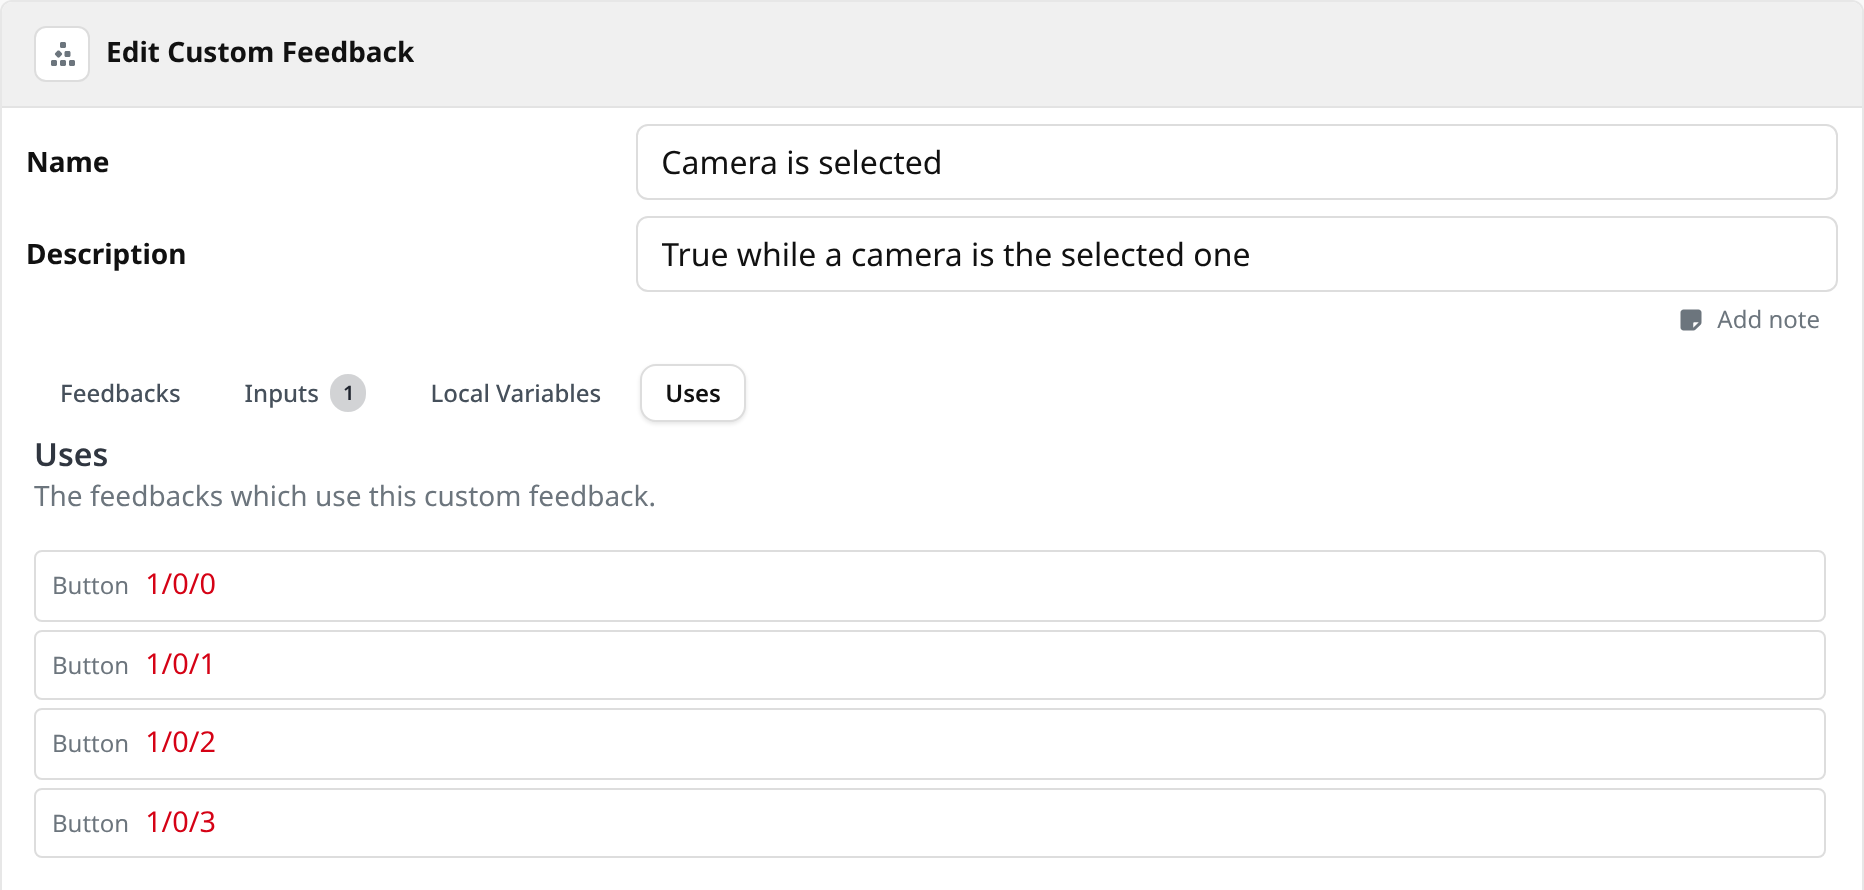 Edit Custom Feedback
Name
Camera is selected
Description
True while a camera is the selected one
Add note
Feedbacks Inputs 1 Local Variables Uses
Uses
The feedbacks which use this custom feedback.
Button 1/0/0
Button 1/0/1
Button 1/0/2
Button 1/0/3